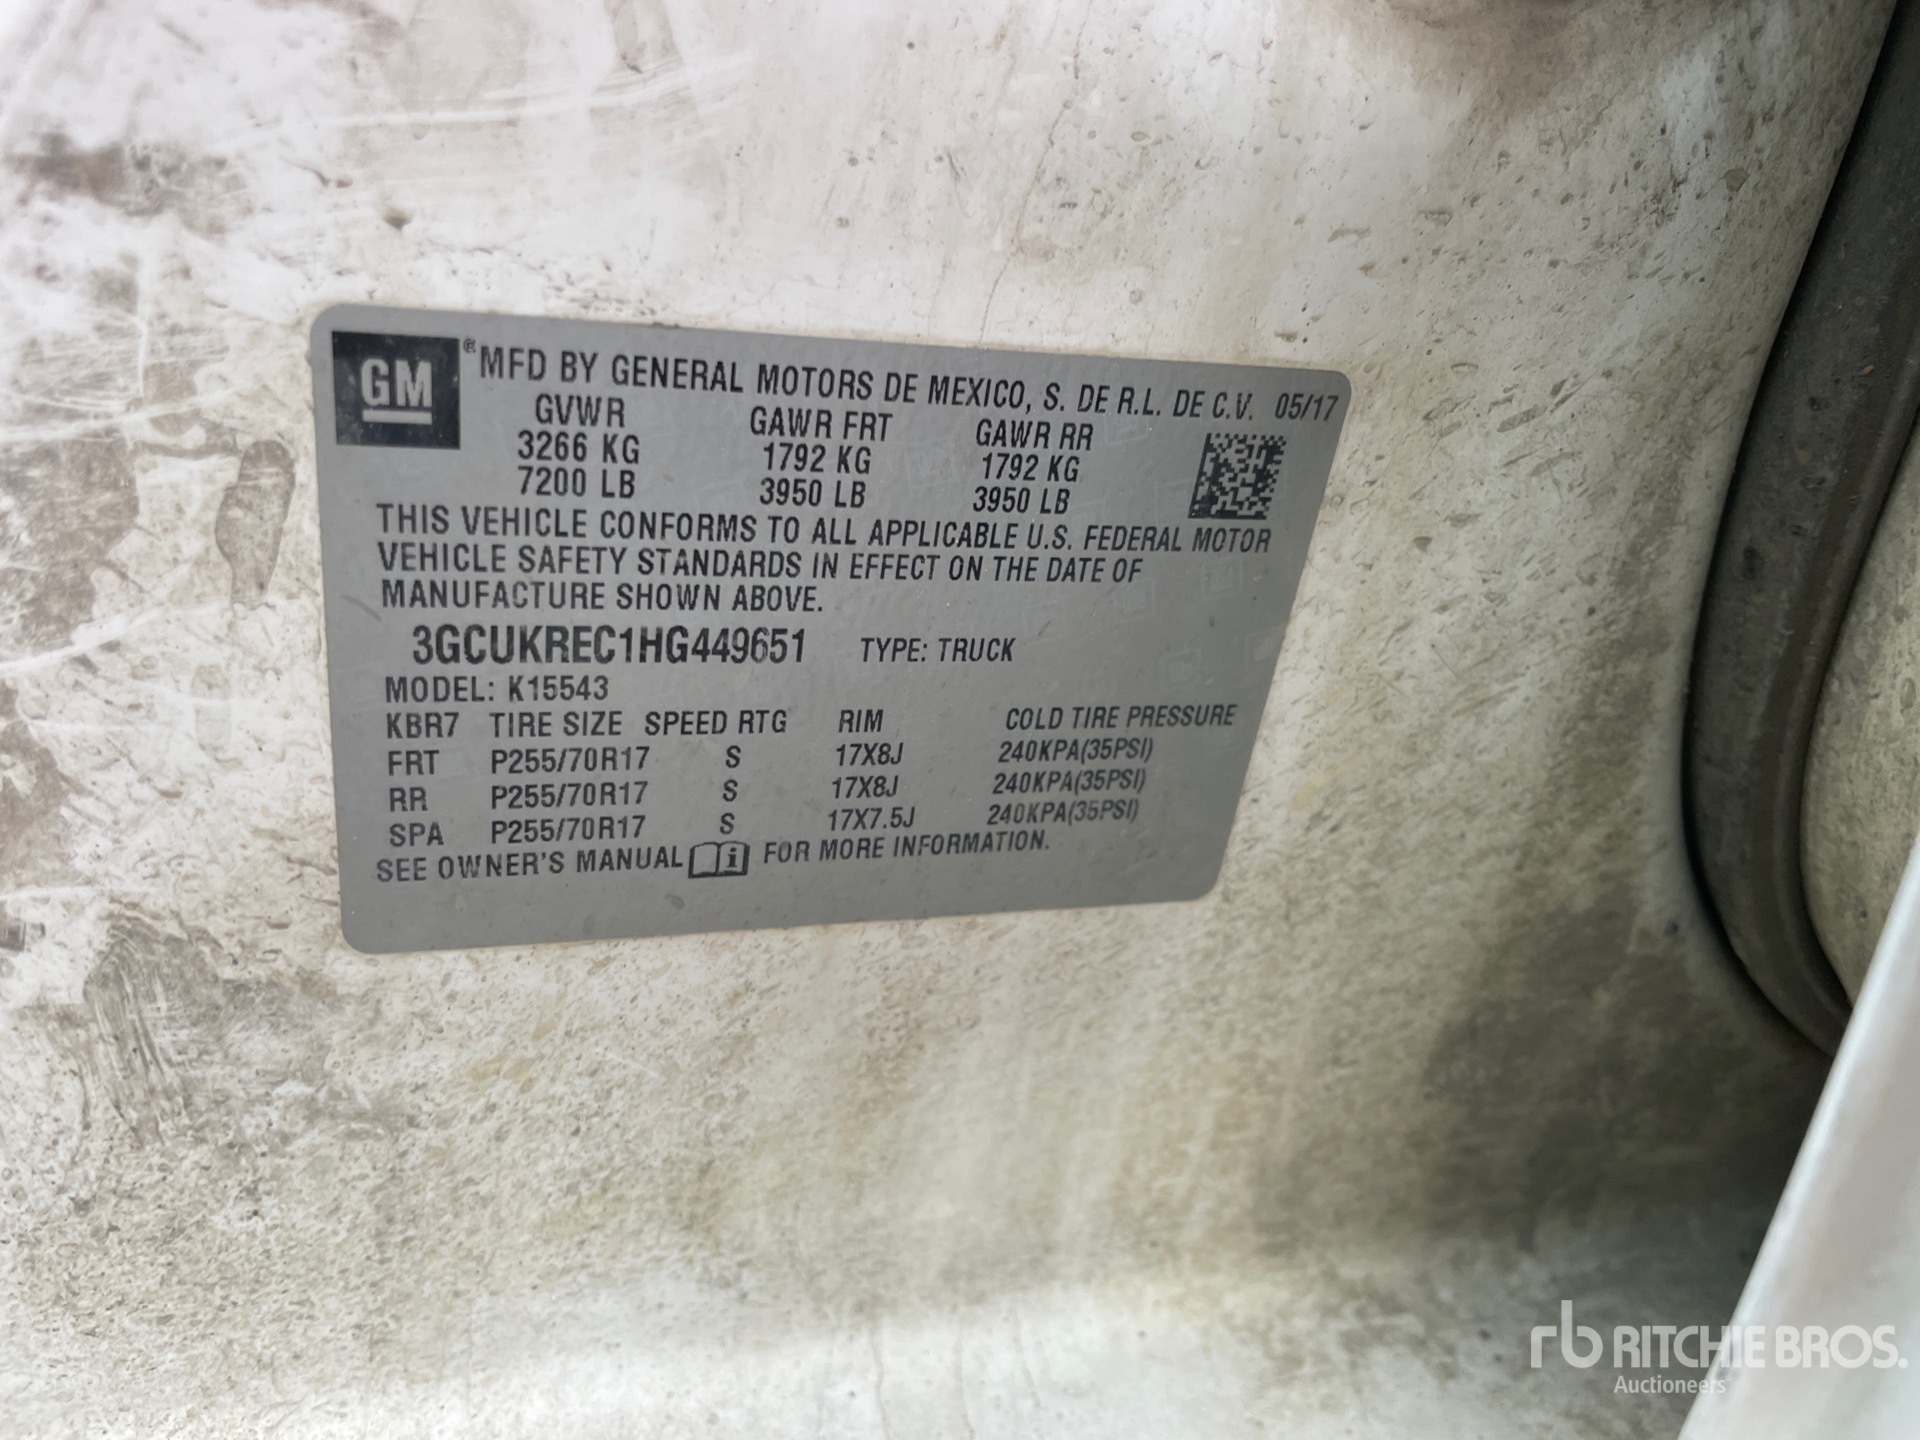 GM ® MFD BY GENERAL MOTORS DE MEXICO, S. DE R.L. DE C.V. 05/17
GVWR GAWR FRT GAWR RR
3266 KG 1792 KG 1792 KG
7200 LB 3950 LB 3950 LB
THIS VEHICLE CONFORMS TO ALL APPLICABLE U.S. FEDERAL MOTOR
VEHICLE SAFETY STANDARDS IN EFFECT ON THE DATE OF
MANUFACTURE SHOWN ABOVE.
3GCUKREC1HG449651 TYPE: TRUCK
MODEL: K15543
KBR7 TIRE SIZE SPEED RTG RIM COLD TIRE PRESSURE
FRT P255/70R17 S 17X8J 240KPA(35PSI)
RR P255/70R17 S 17X8J 240KPA(35PSI)
SPA P255/70R17 S 17X7.5J 240KPA(35PSI)
SEE OWNER'S MANUAL i FOR MORE INFORMATION.
rb RITCHIE BROS.
Auctioneers